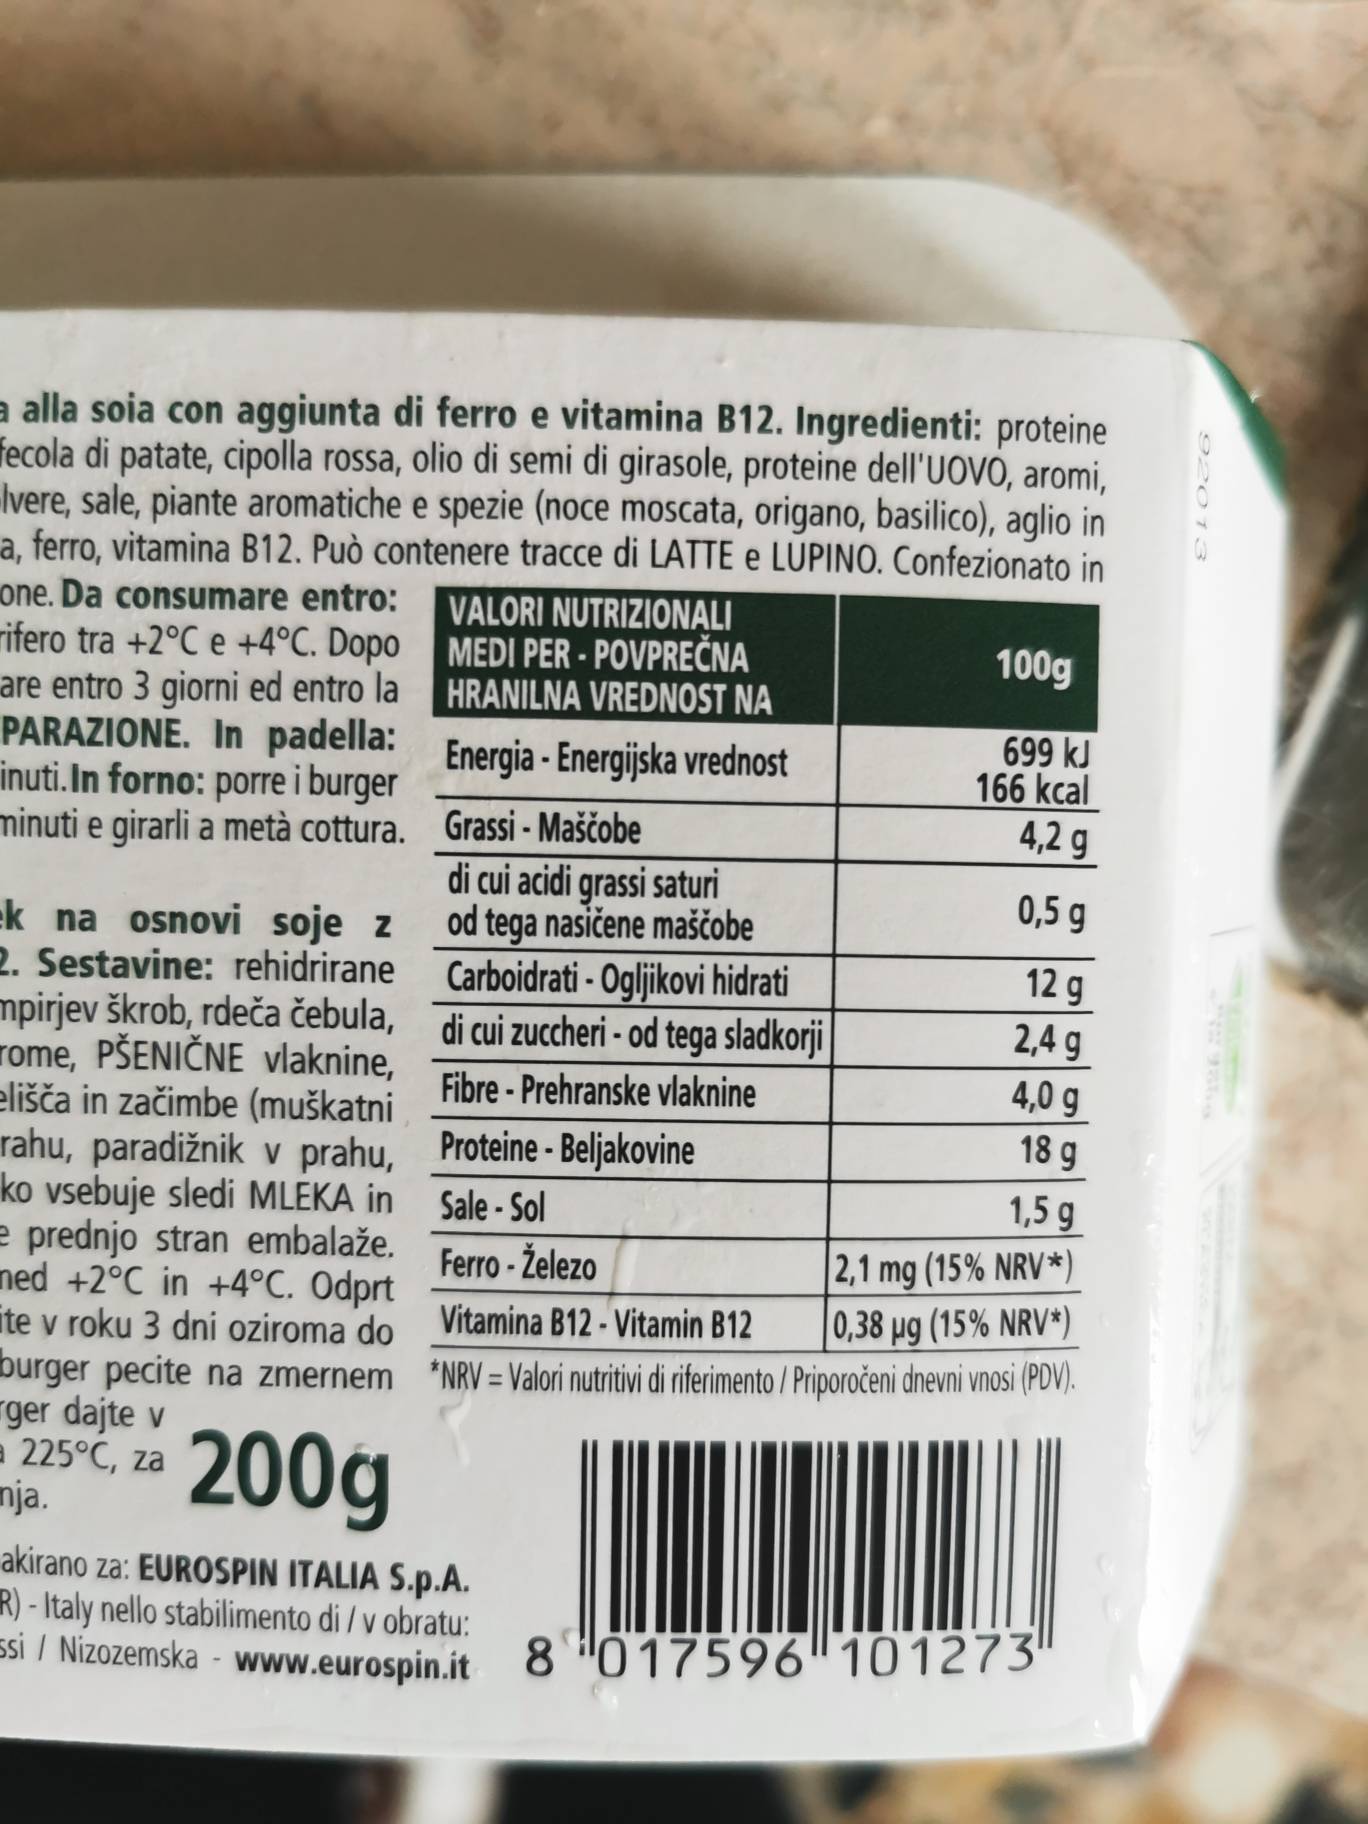 alla soia con aggiunta di ferro e vitamina B12. Ingredienti: proteine
fecola di patate, cipolla rossa, olio di semi di girasole, proteine dell'UOVO, aromi,
lvere, sale, piante aromatiche e spezie (noce moscata, origano, basilico), aglio in
a, ferro, vitamina B12. Può contenere tracce di LATTE e LUPINO. Confezionato in
one. Da consumare entro:
rifero tra +2°C e +4°C. Dopo
are entro 3 giorni ed entro la
PARAZIONE. In padella:
inuti. In forno: porre i burger
minuti e girarli a metà cottura.
ek na osnovi soje z
2. Sestavine: rehidrirane
mpirjev škrob, rdeča čebula,
rome, PŠENIČNE vlaknine,
elišča in začimbe (muškatni
rahu, paradižnik v prahu,
ko vsebuje sledi MLEKA in
e prednjo stran embalaže.
med +2°C in +4°C. Odprt
ite v roku 3 dni oziroma do
burger pecite na zmernem
rger dajte v
a 225°C, za
nja.
200g
akirano za: EUROSPIN ITALIA S.p.A.
R) - Italy nello stabilimento di / v obratu:
ssi / Nizozemska - www.eurospin.it
VALORI NUTRIZIONALI
MEDI PER - POVPREČNA
HRANILNA VREDNOST NA
100g
Energia - Energijska vrednost 699 kJ
166 kcal
Grassi - Maščobe 4,2 g
di cui acidi grassi saturi
od tega nasičene maščobe 0,5 g
Carboidrati - Ogljikovi hidrati 12 g
di cui zuccheri - od tega sladkorji 2,4 g
Fibre - Prehranske vlaknine 4,0 g
Proteine - Beljakovine 18 g
Sale - Sol 1,5 g
Ferro - Železo 2,1 mg (15% NRV*)
Vitamina B12 - Vitamin B12 0,38 µg (15% NRV*)
*NRV = Valori nutritivi di riferimento / Priporočeni dnevni vnosi (PDV).
8 017596 101273
92013